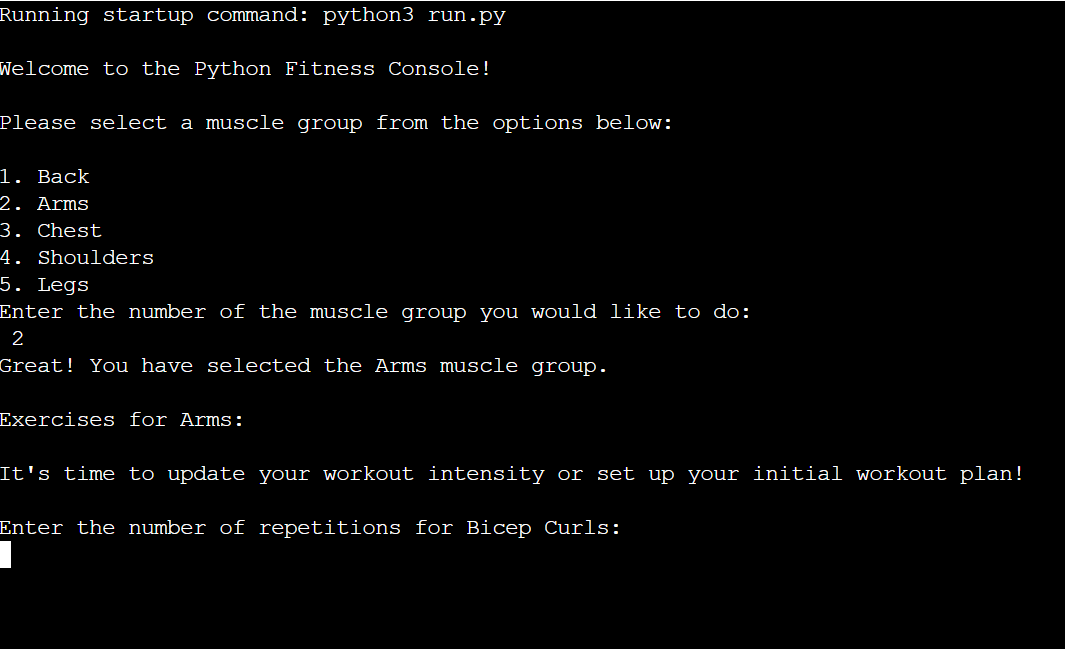 Running startup command: python3 run.py
Welcome to the Python Fitness Console!
Please select a muscle group from the options below:
1. Back
2. Arms
3. Chest
4. Shoulders
5. Legs
Enter the number of the muscle group you would like to do:
2
Great! You have selected the Arms muscle group.
Exercises for Arms:
It's time to update your workout intensity or set up your initial workout plan!
Enter the number of repetitions for Bicep Curls: